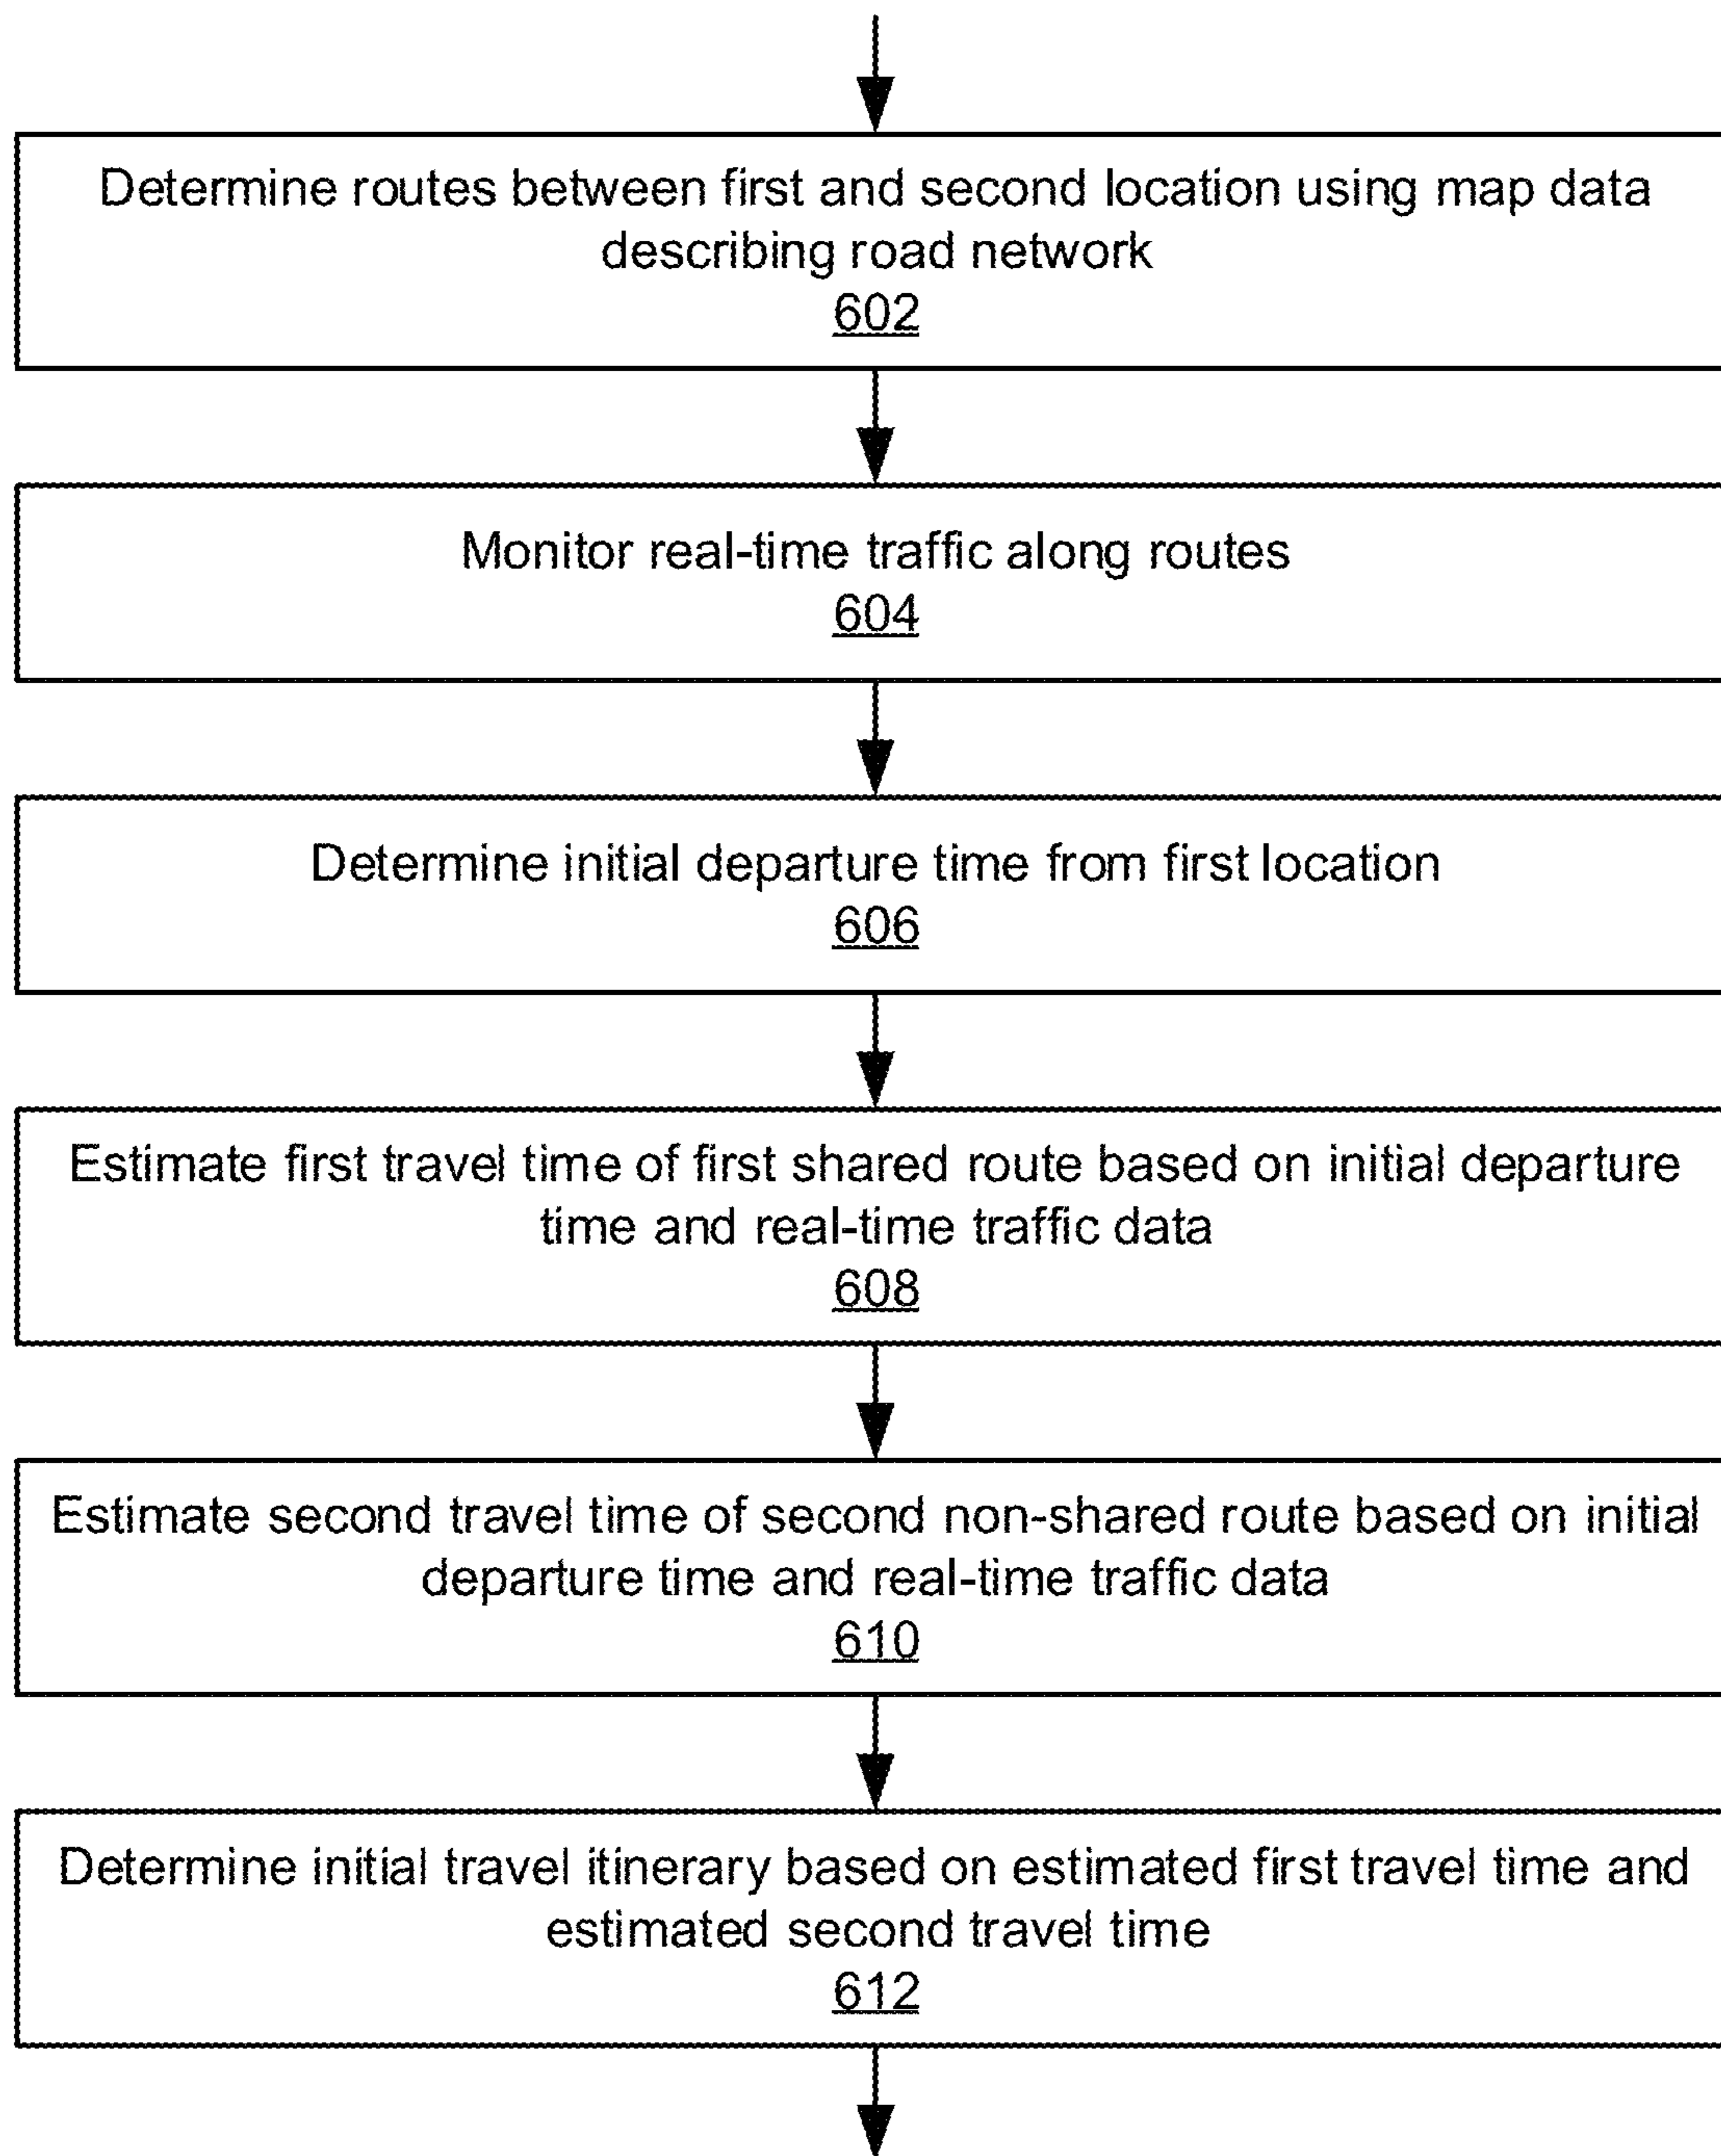 Determine routes between first and second location using map data
describing road network
602
Monitor real-time traffic along routes
604
Determine initial departure time from first location
606
Estimate first travel time of first shared route based on initial departure
time and real-time traffic data
608
Estimate second travel time of second non-shared route based on initial
departure time and real-time traffic data
610
Determine initial travel itinerary based on estimated first travel time and
estimated second travel time
612